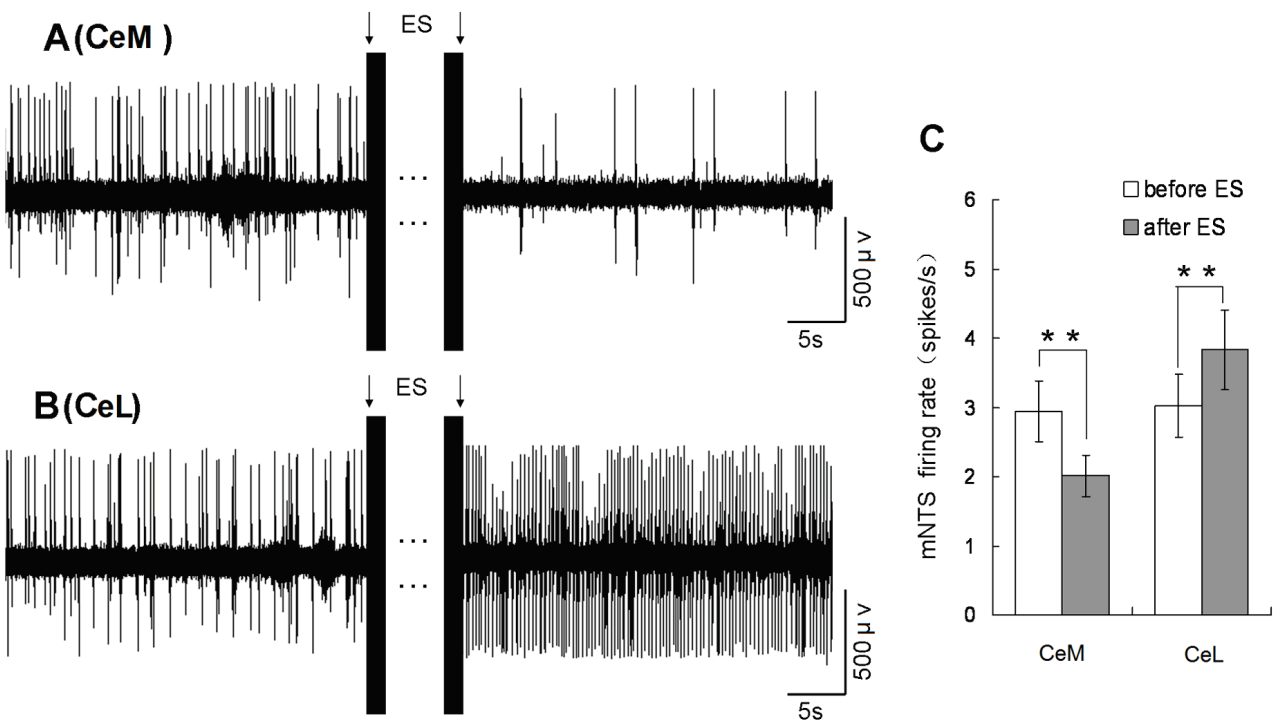 A (CeM )
ES
... 
...
500 μ v
5s
B (CeL)
ES
...
...
500 μ v
5s
C
before ES
after ES
mNTS firing rate (spikes/s)
6
5
4
3
2
1
0
* *
* *
CeM
CeL